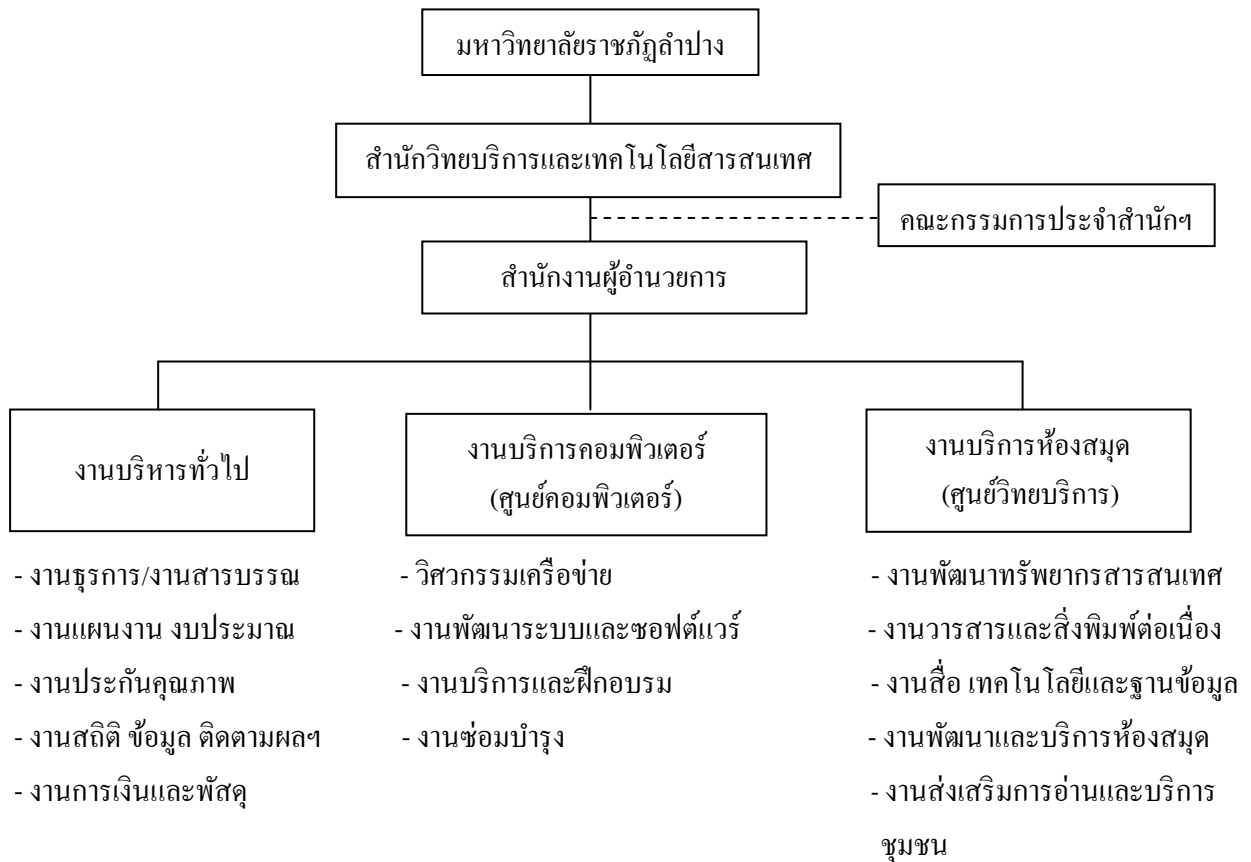 มหาวิทยาลัยราชภัฏลำปาง
สำนักวิทยบริการและเทคโนโลยีสารสนเทศ
คณะกรรมการประจำสำนักฯ
สำนักงานผู้อำนวยการ
งานบริหารทั่วไป
- งานธุรการ/งานสารบรรณ
- งานแผนงาน งบประมาณ
- งานประกันคุณภาพ
- งานสถิติ ข้อมูล ติดตามผลฯ
- งานการเงินและพัสดุ
งานบริการคอมพิวเตอร์
(ศูนย์คอมพิวเตอร์)
- วิศวกรรมเครือข่าย
- งานพัฒนาระบบและซอฟต์แวร์
- งานบริการและฝึกอบรม
- งานซ่อมบำรุง
งานบริการห้องสมุด
(ศูนย์วิทยบริการ)
- งานพัฒนาทรัพยากรสารสนเทศ
- งานวารสารและสิ่งพิมพ์ต่อเนื่อง
- งานสื่อ เทคโนโลยีและฐานข้อมูล
- งานพัฒนาและบริการห้องสมุด
- งานส่งเสริมการอ่านและบริการ
ชุมชน